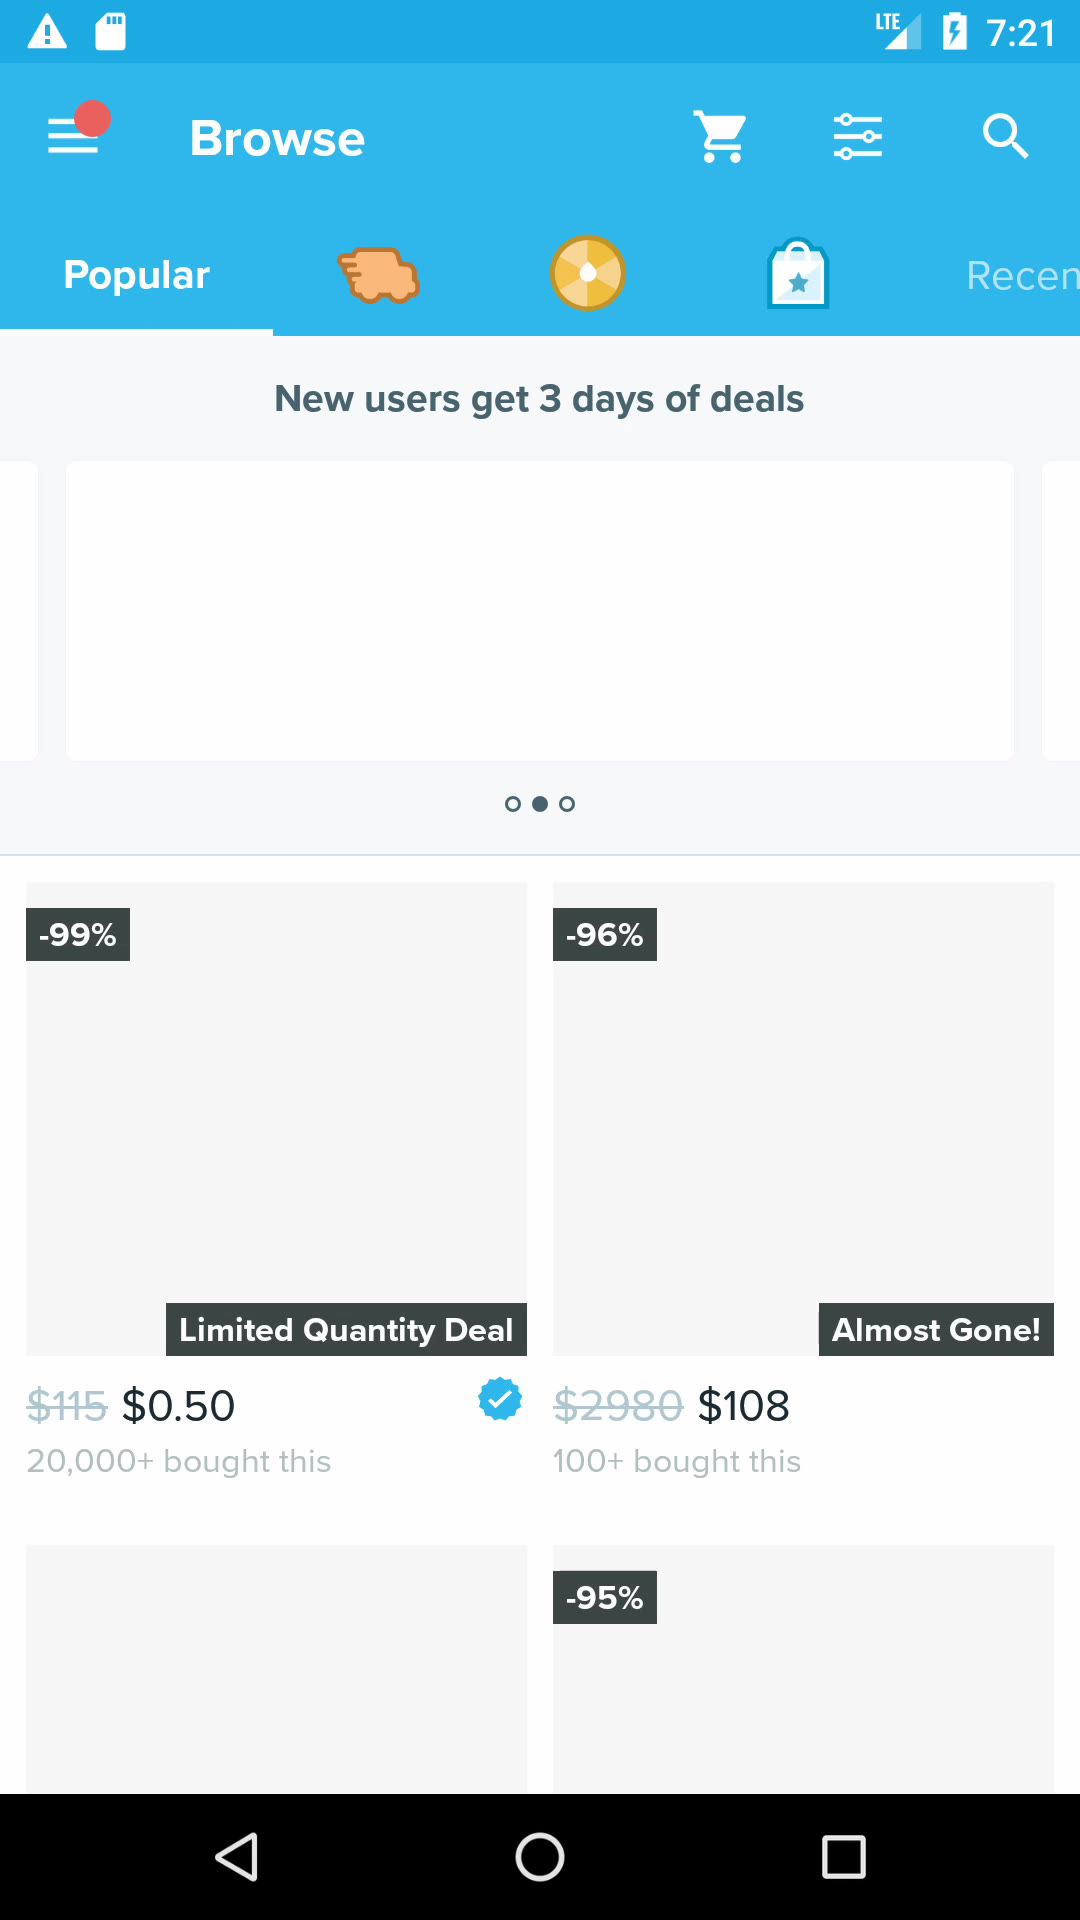 LTE 7:21
Browse
Popular
Recen
New users get 3 days of deals
-99%
-96%
Limited Quantity Deal
Almost Gone!
$115 $0.50
$2980 $108
20,000+ bought this
100+ bought this
-95%